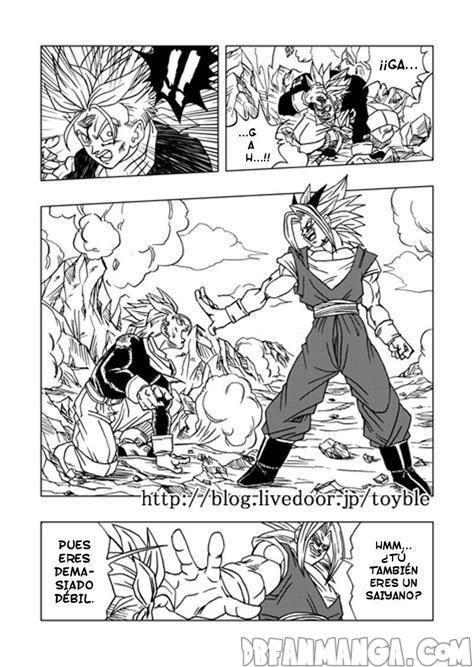 ¡¡GA...
...G
A
H...!!
!!
http://blog.livedoor.jp/toyble
HMM...
¿TÚ
TAMBIÉN
ERES UN
SAIYANO?
PUES
ERES
DEMA-
SIADO
DÉBIL.
DBFANMANGA.COM